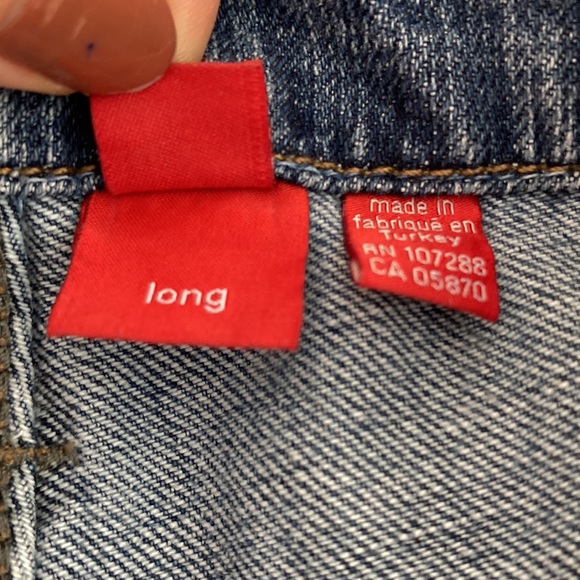 long
made in
fabriqué en
Turkey
RN 107288
CA 05870